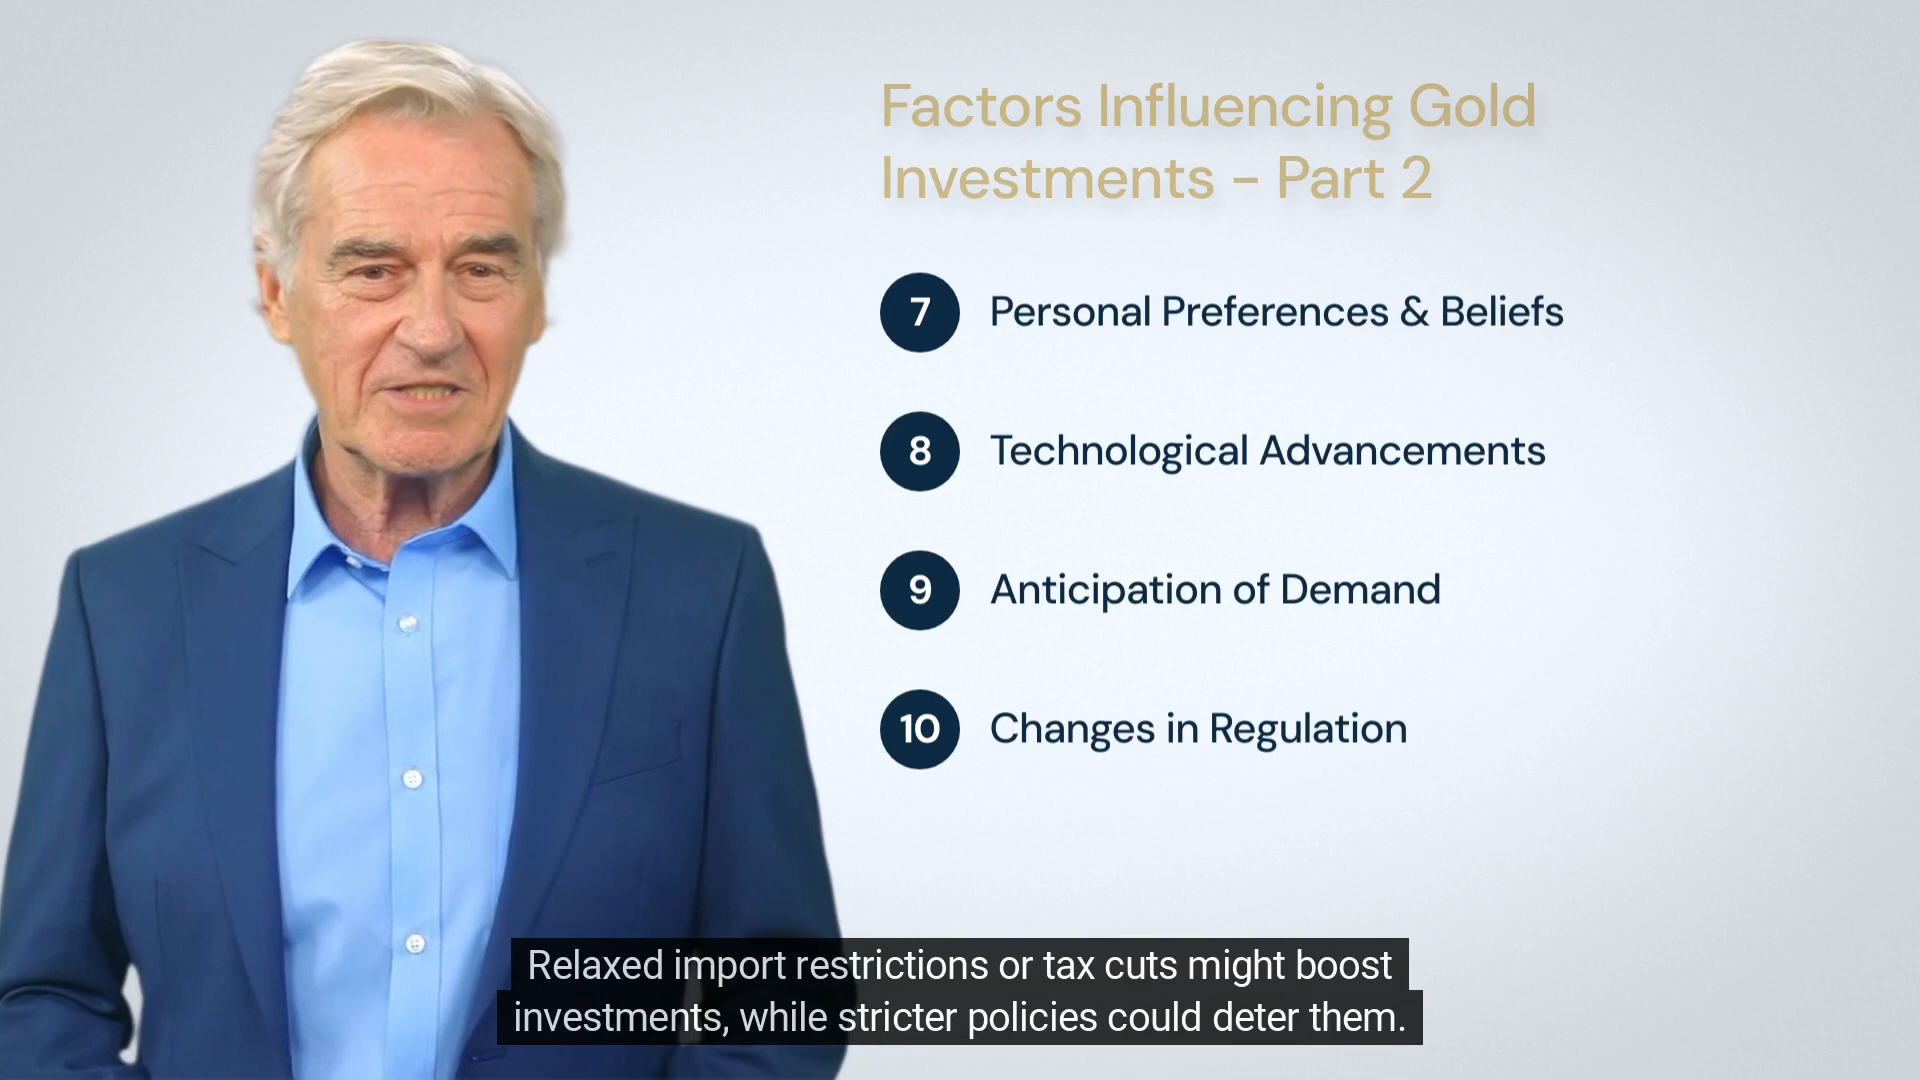 Factors Influencing Gold
Investments - Part 2
7 Personal Preferences & Beliefs
8 Technological Advancements
9 Anticipation of Demand
10 Changes in Regulation
Relaxed import restrictions or tax cuts might boost
investments, while stricter policies could deter them.